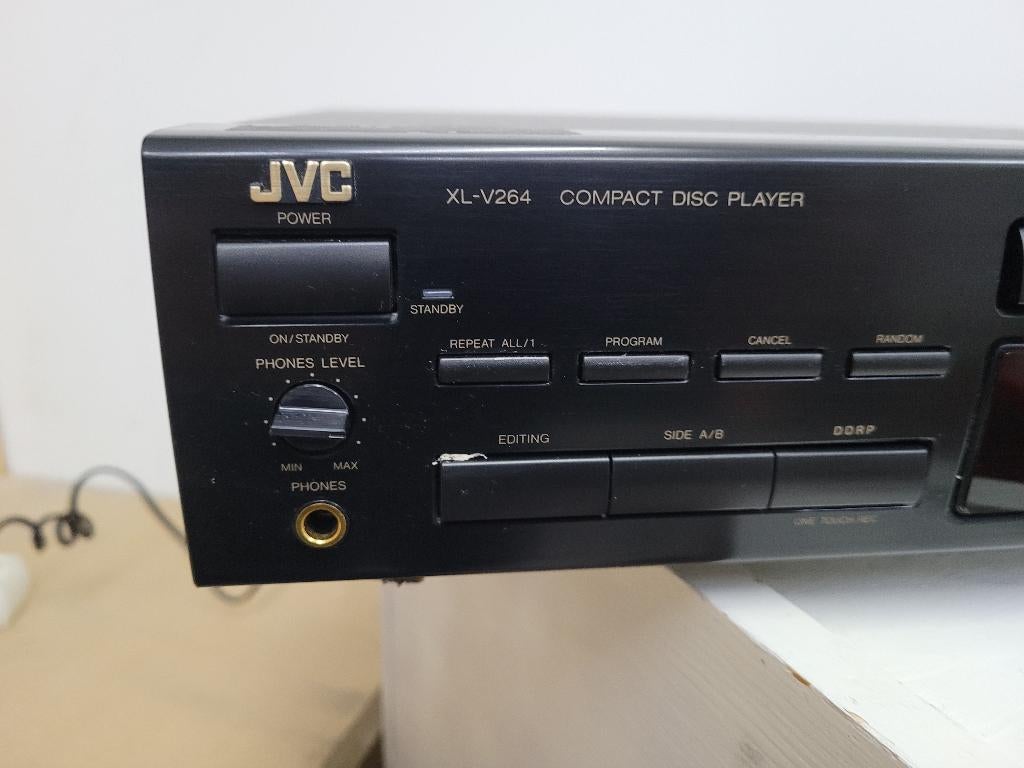 JVC
XL-V264 COMPACT DISC PLAYER
POWER
STANDBY
ON/STANDBY
REPEAT ALL/1 PROGRAM CANCEL RANDOM
PHONES LEVEL
EDITING SIDE A/B DDRP
MIN MAX
PHONES
ONE TOUCH REC